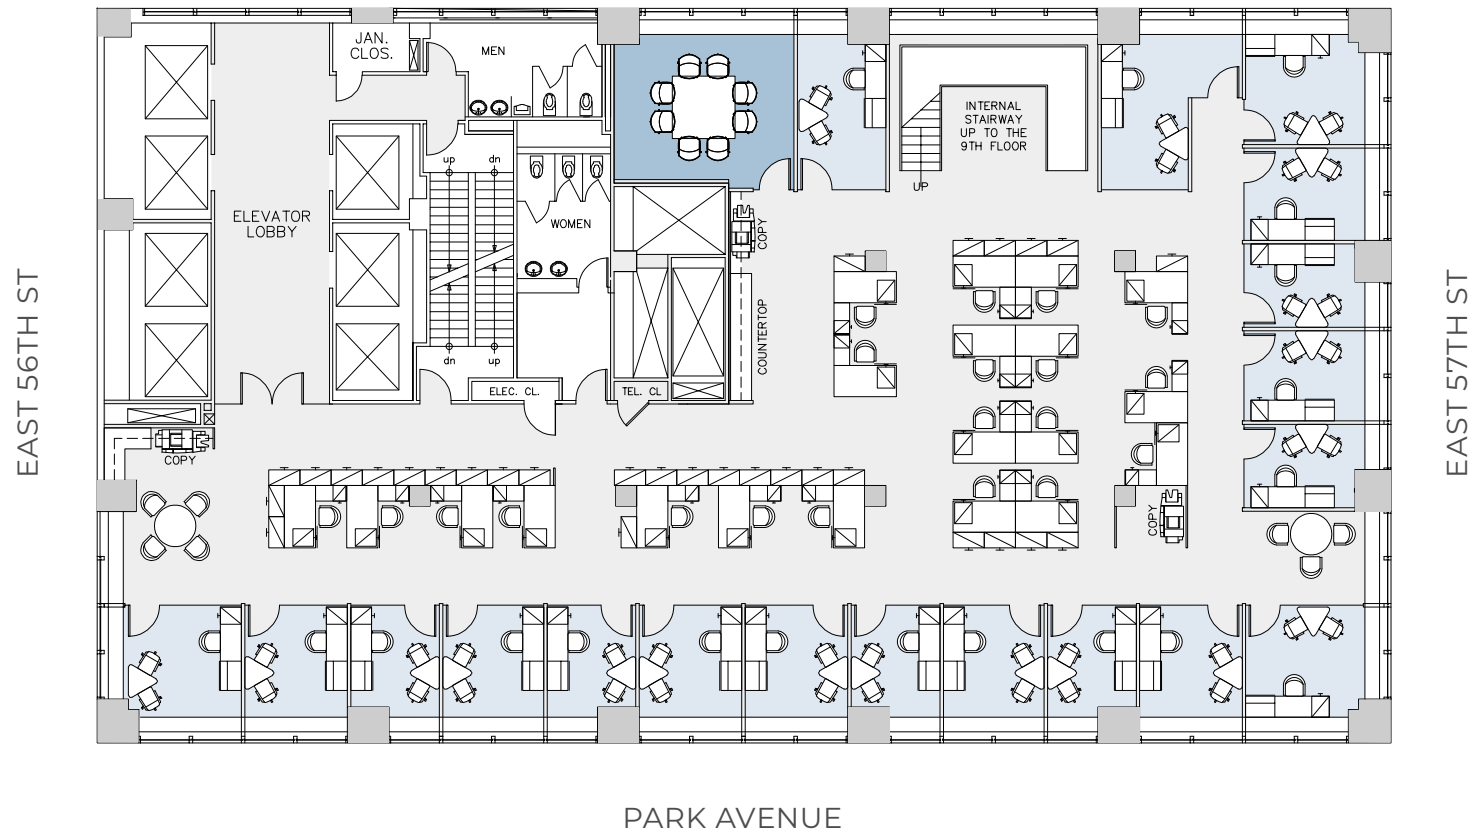 JAN.
CLOS.
MEN
INTERNAL
STAIRWAY
UP TO THE
9TH FLOOR
up
dn
UP
ELEVATOR
LOBBY
WOMEN
COPY
EAST 56TH ST
EAST 57TH ST
COUNTERTOP
dn
up
ELEC. CL.
TEL. CL
COPY
COPY
PARK AVENUE